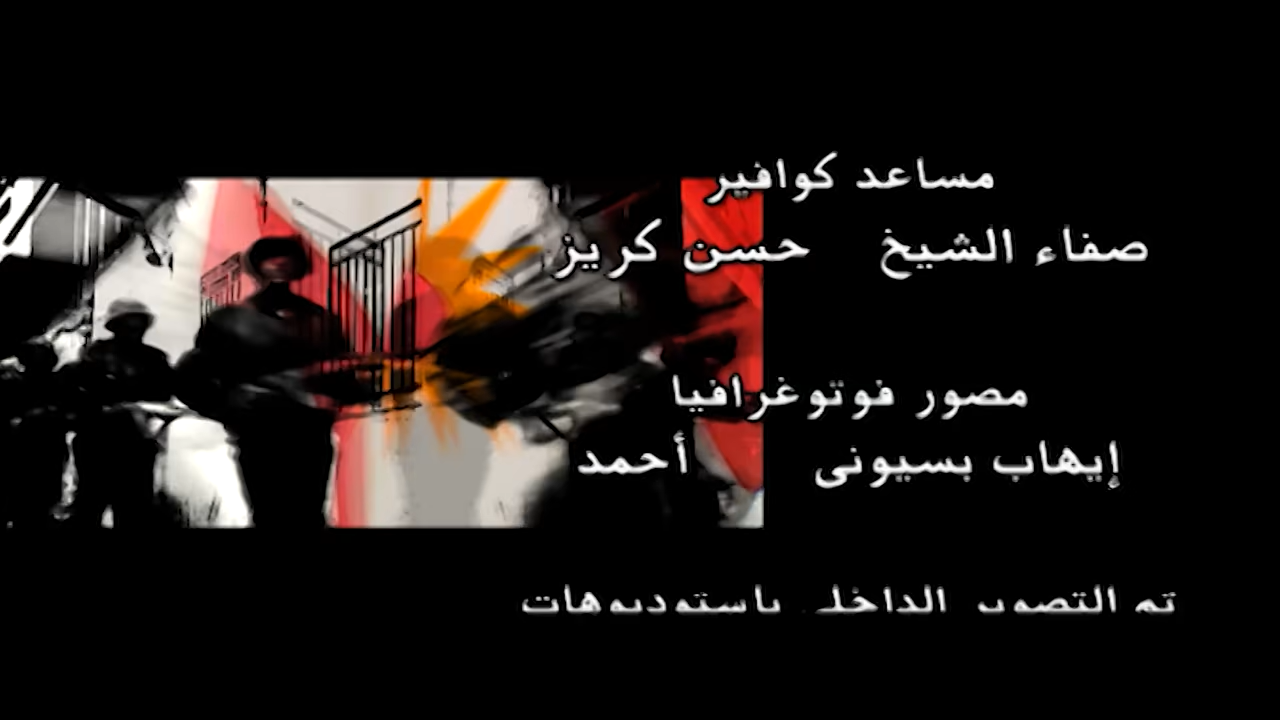 مساعد كوافير
صفاء الشيخ   حسن كريز
مصور فوتوغرافيا
إيهاب بسيونى   أحمد
تم التصوير الداخلى باستوديوهات